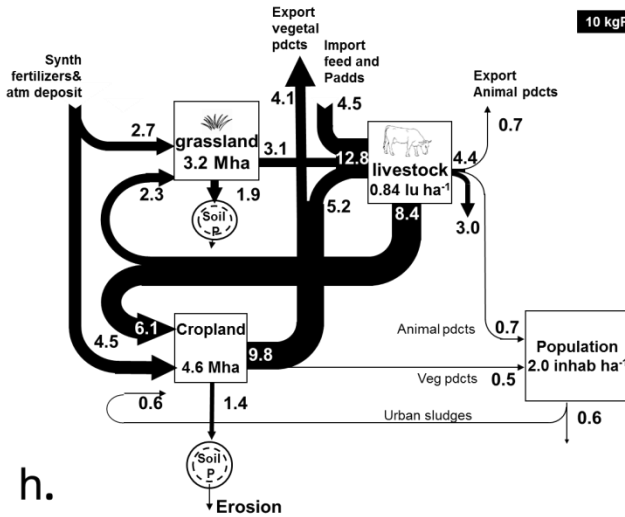 Export
vegetal
pdcts
Import
feed and
Padds
10 kgP
Synth
fertilizers&
atm deposit
Export
Animal pdcts
4.1
4.5
0.7
2.7
grassland
3.2 Mha
3.1
12.8
livestock
0.84 lu ha-1
4.4
2.3
1.9
Soil
P
5.2
8.4
3.0
6.1
4.5
Cropland
4.6 Mha
9.8
Animal pdcts
0.7
Population
2.0 inhab ha-1
Veg pdcts
0.5
0.6
1.4
Urban sludges
0.6
Soil
P
Erosion
h.